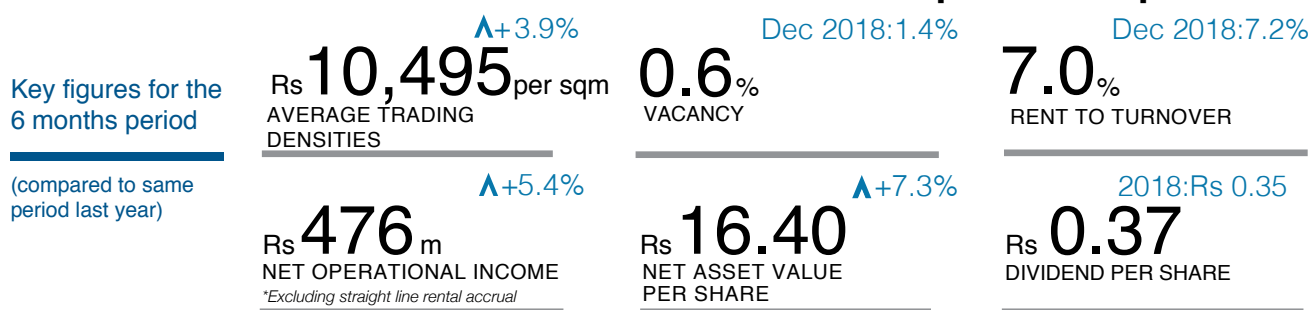 Key figures for the
6 months period
(compared to same
period last year)
+3.9%
Rs 10,495 per sqm
AVERAGE TRADING
DENSITIES
Dec 2018:1.4%
0.6%
VACANCY
Dec 2018:7.2%
7.0%
RENT TO TURNOVER
+5.4%
Rs 476 m
NET OPERATIONAL INCOME
*Excluding straight line rental accrual
+7.3%
Rs 16.40
NET ASSET VALUE
PER SHARE
2018:Rs 0.35
Rs 0.37
DIVIDEND PER SHARE